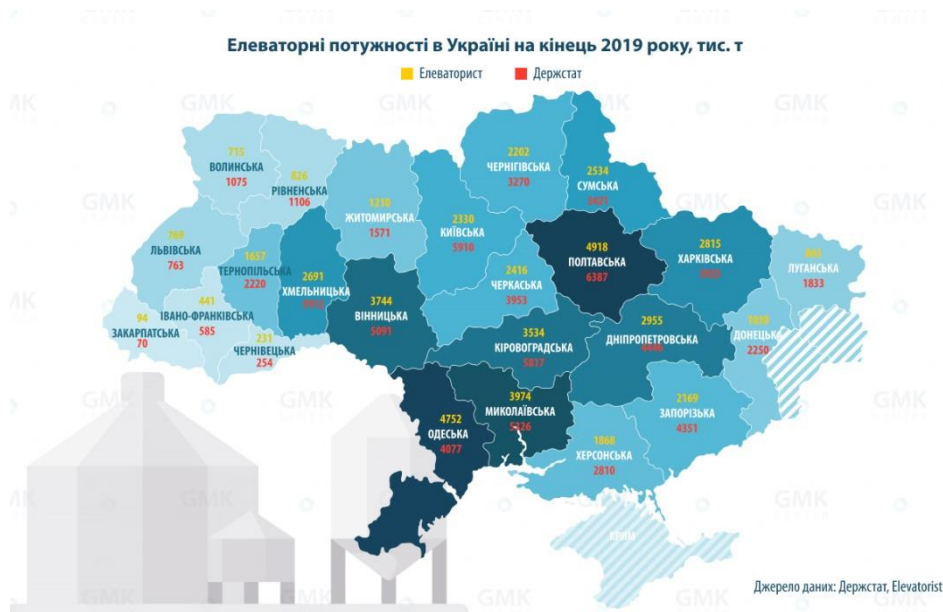 Елеваторні потужності в Україні на кінець 2019 року, тис. т
Елеваторист
Держстат
715
ВОЛИНСЬКА
1075
826
РІВНЕНСЬКА
1106
ЖИТОМИРСЬКА
1571
2330
КИЇВСЬКА
5910
2202
ЧЕРНІГІВСЬКА
3270
2534
СУМСЬКА
ЛЬВІВСЬКА
763
1657
ТЕРНОПІЛЬСЬКА
2220
2691
ХМЕЛЬНИЦЬКА
3744
ВІННИЦЬКА
5091
2416
ЧЕРКАСЬКА
3953
4918
ПОЛТАВСЬКА
6387
2815
ХАРКІВСЬКА
ЛУГАНСЬКА
1833
94
ЗАКАРПАТСЬКА
70
441
ІВАНО-ФРАНКІВСЬКА
585
231
ЧЕРНІВЕЦЬКА
254
3534
КІРОВОГРАДСЬКА
5817
2955
ДНІПРОПЕТРОВСЬКА
ДОНЕЦЬКА
2250
4752
ОДЕСЬКА
4077
3974
МИКОЛАЇВСЬКА
5326
1868
ХЕРСОНСЬКА
2810
2169
ЗАПОРІЗЬКА
4351
КРИМ
Джерело даних: Держстат, Elevatorist
GMK
CENTER